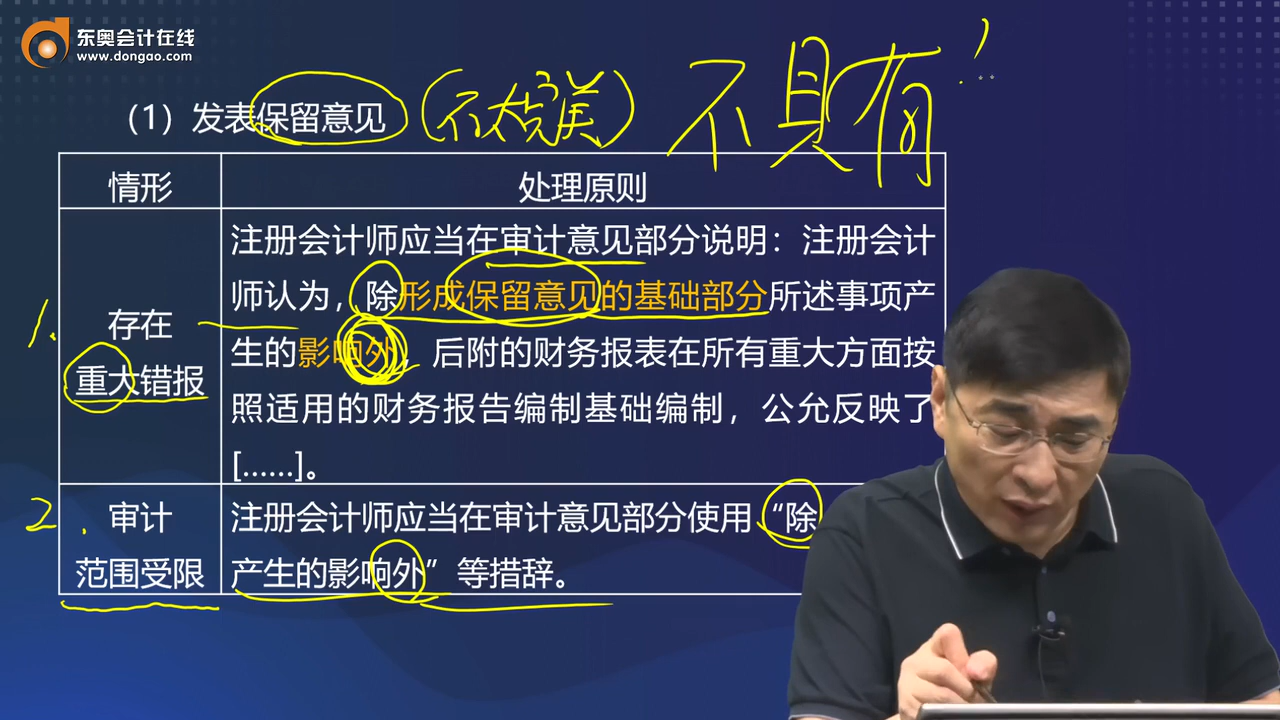 东奥会计在线
www.dongao.com
(1) 发表保留意见 (不太完美) 不具有
情形 处理原则
注册会计师应当在审计意见部分说明：注册会计
师认为，除形成保留意见的基础部分所述事项产
生的影响外，后附的财务报表在所有重大方面按
照适用的财务报告编制基础编制，公允反映了
[……]。
1. 存在
重大错报
2. 审计
范围受限
注册会计师应当在审计意见部分使用“除
产生的影响外”等措辞。